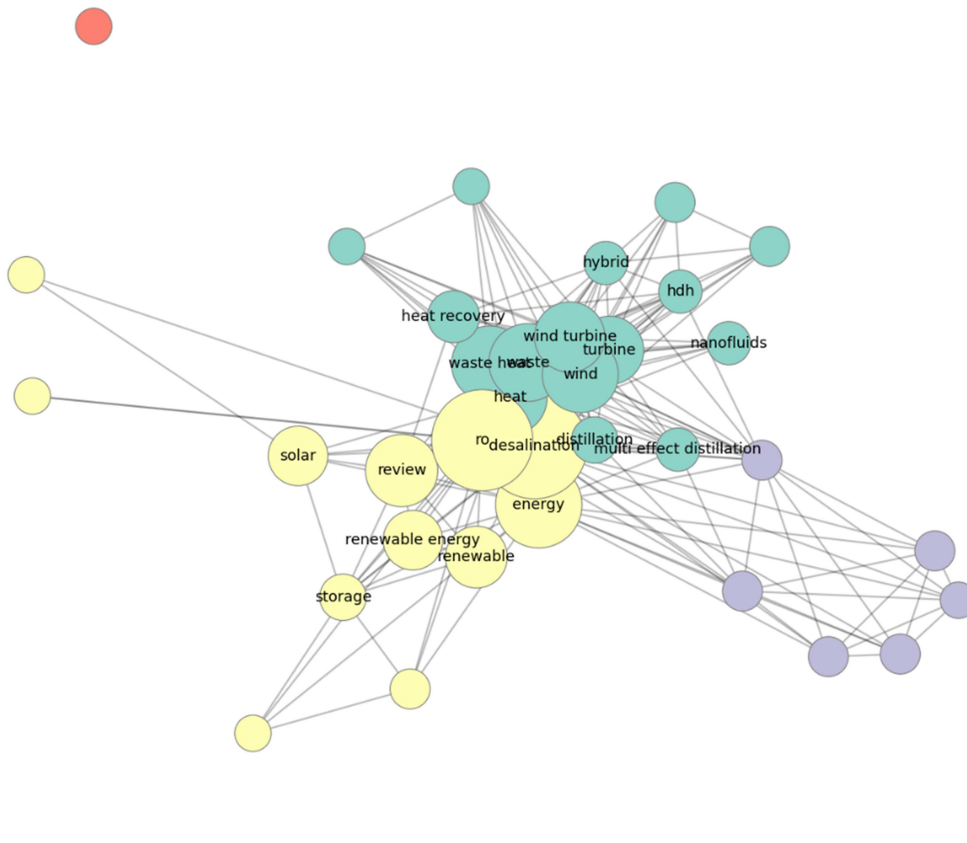 hybrid
hdh
heat recovery
wind turbine
nanofluids
turbine
waste heat
waste
wind
heat
ro
distillation
desalination
multi effect distillation
solar
review
energy
renewable energy
renewable
storage